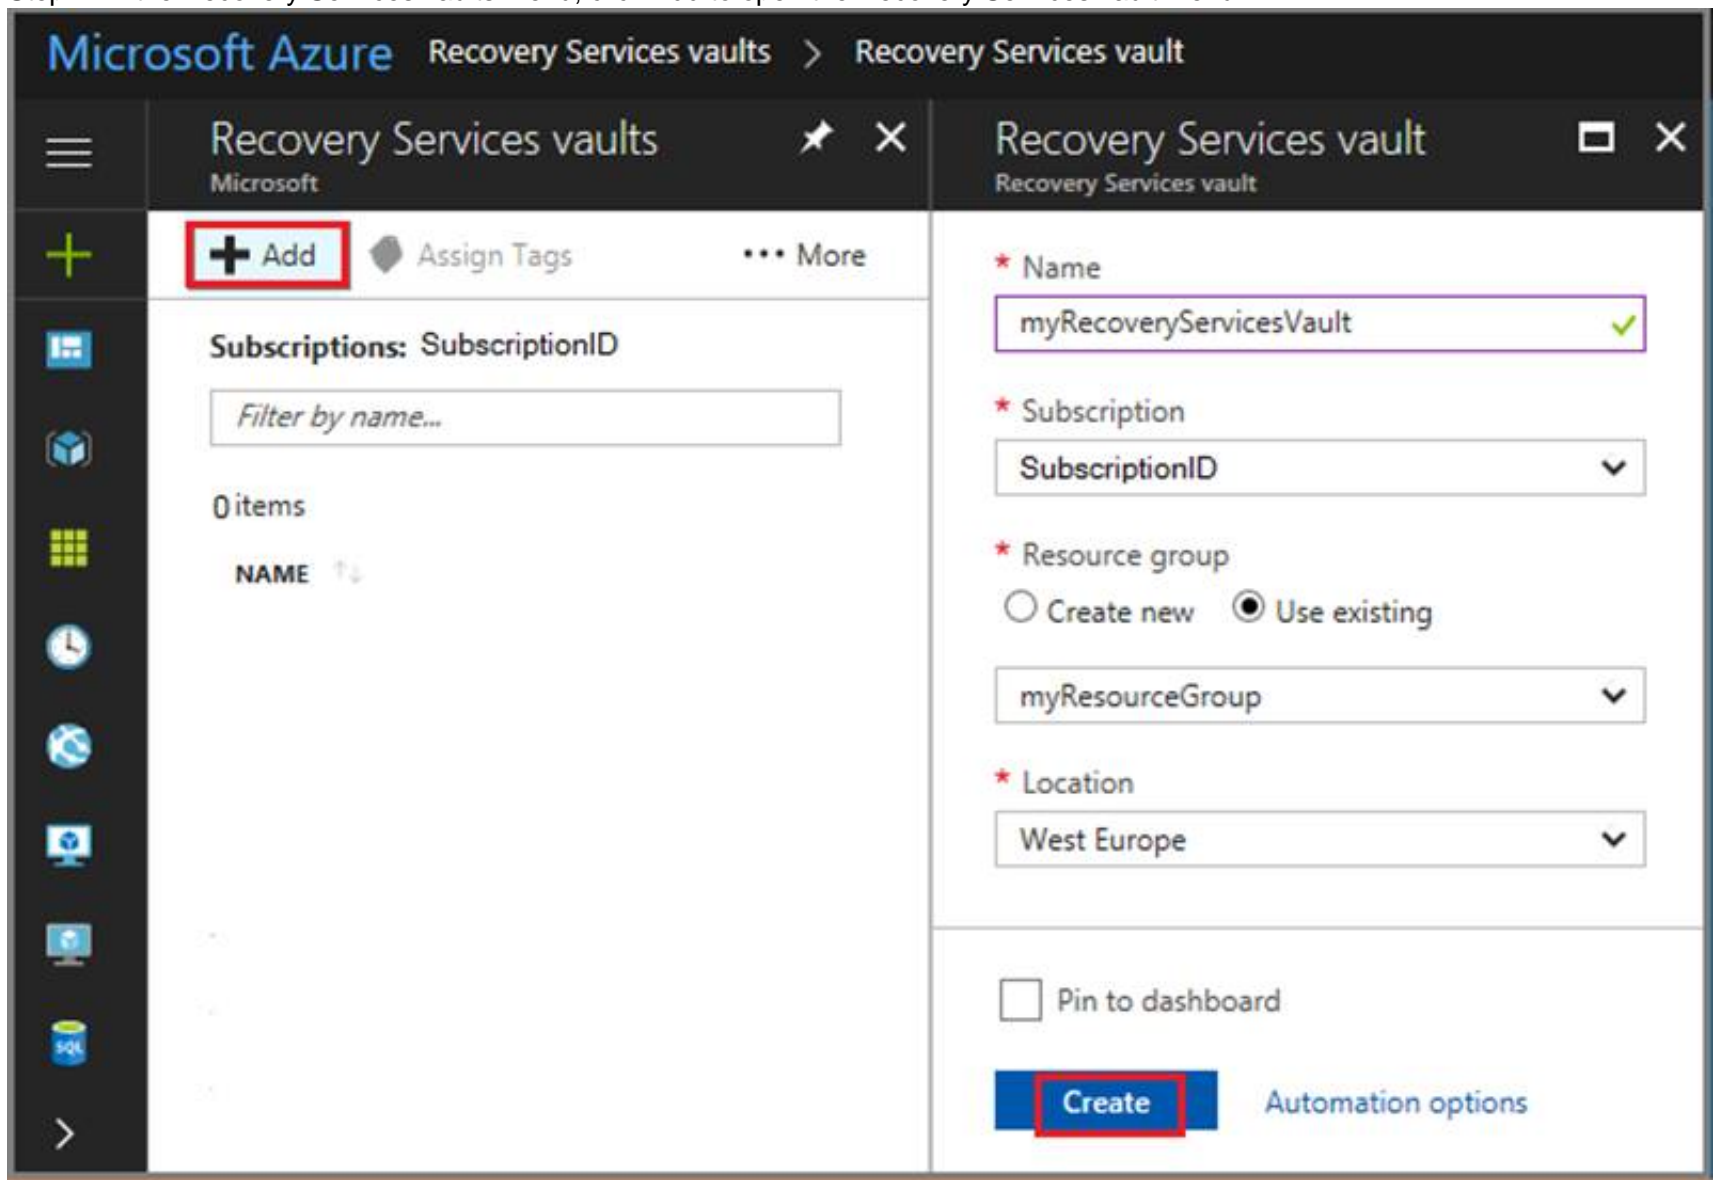 Microsoft Azure Recovery Services vaults > Recovery Services vault
Recovery Services vaults
Microsoft
Add Assign Tags ••• More
Subscriptions: SubscriptionID
Filter by name...
0 items
NAME
SQL
Recovery Services vault
Recovery Services vault
* Name
myRecoveryServicesVault
* Subscription
SubscriptionID
* Resource group
Create new Use existing
myResourceGroup
* Location
West Europe
Pin to dashboard
Create Automation options